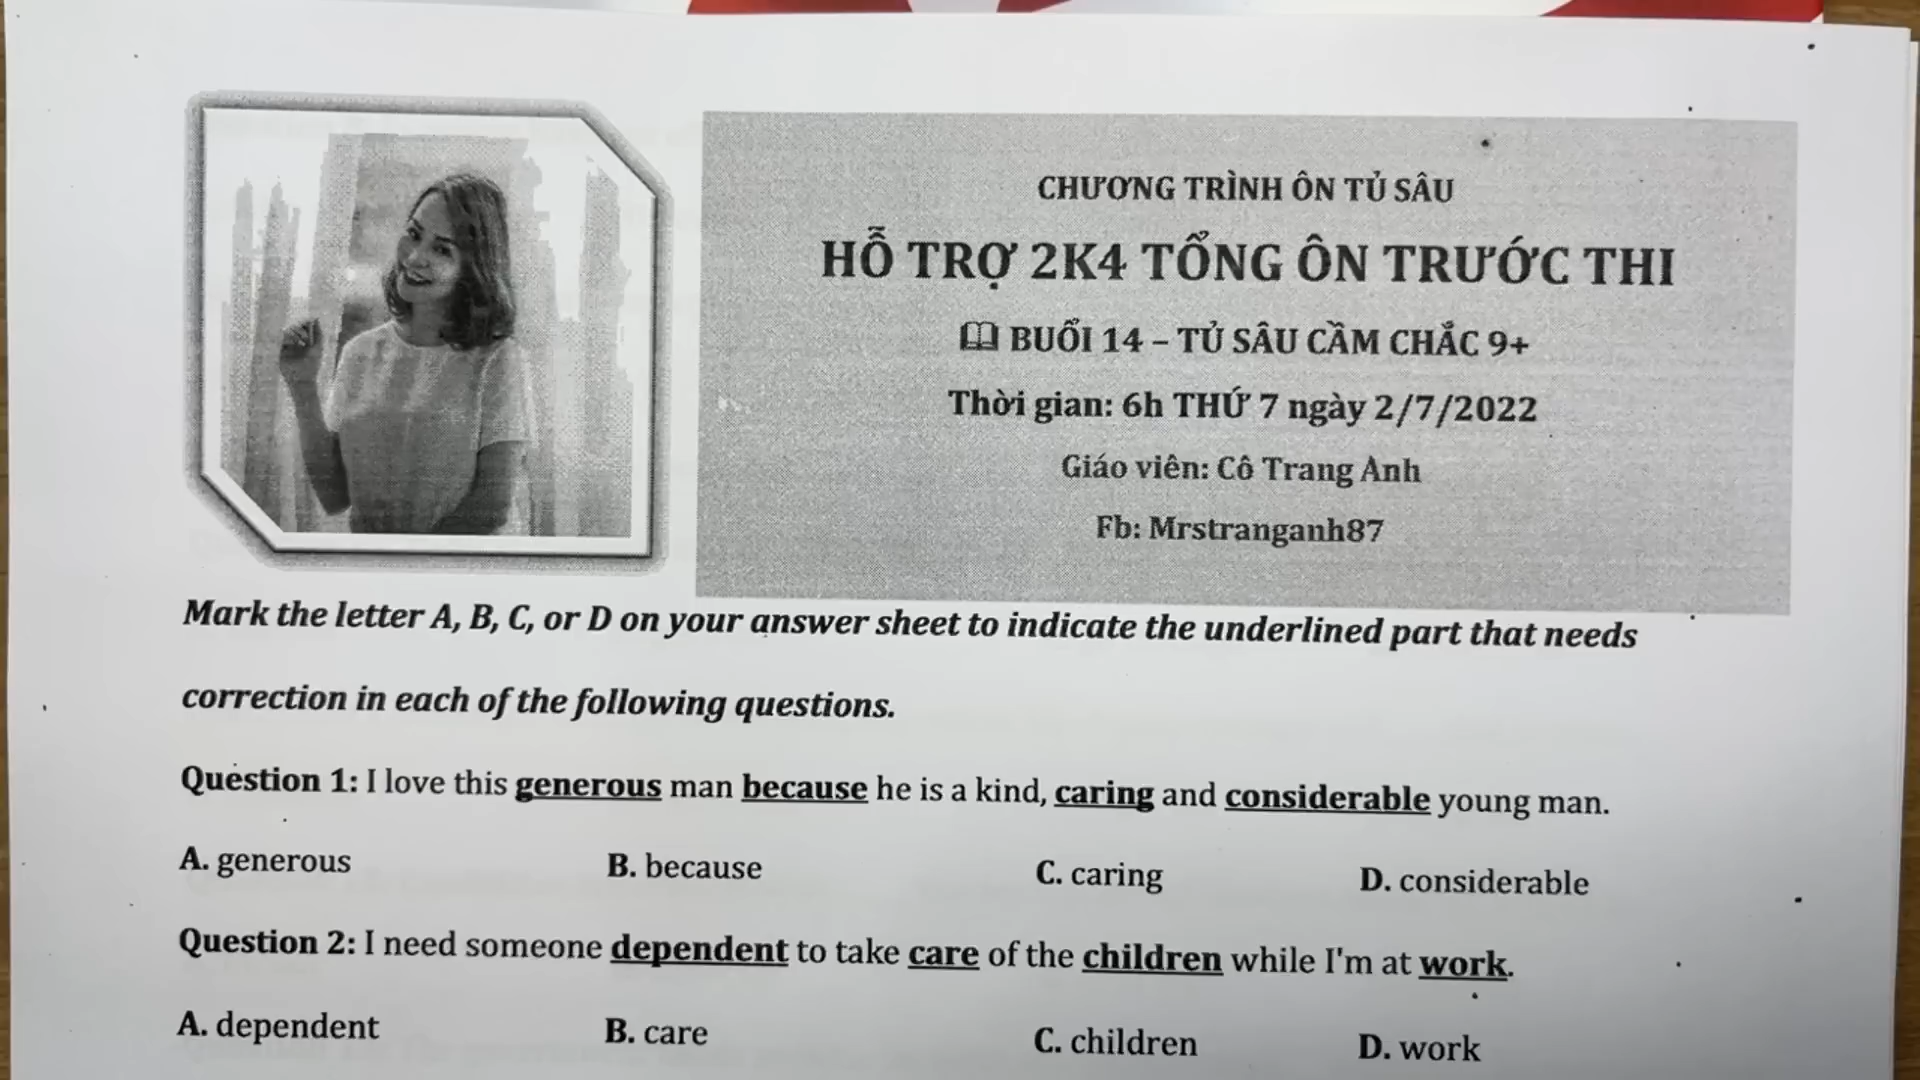 CHƯƠNG TRÌNH ÔN TỦ SÂU
HỖ TRỢ 2K4 TỔNG ÔN TRƯỚC THI
BUỔI 14 – TỦ SÂU CẦM CHẮC 9+
Thời gian: 6h THỨ 7 ngày 2/7/2022
Giáo viên: Cô Trang Anh
Fb: Mrstranganh87
Mark the letter A, B, C, or D on your answer sheet to indicate the underlined part that needs
correction in each of the following questions.
Question 1: I love this generous man because he is a kind, caring and considerable young man.
A. generous B. because C. caring D. considerable
Question 2: I need someone dependent to take care of the children while I'm at work.
A. dependent B. care C. children D. work